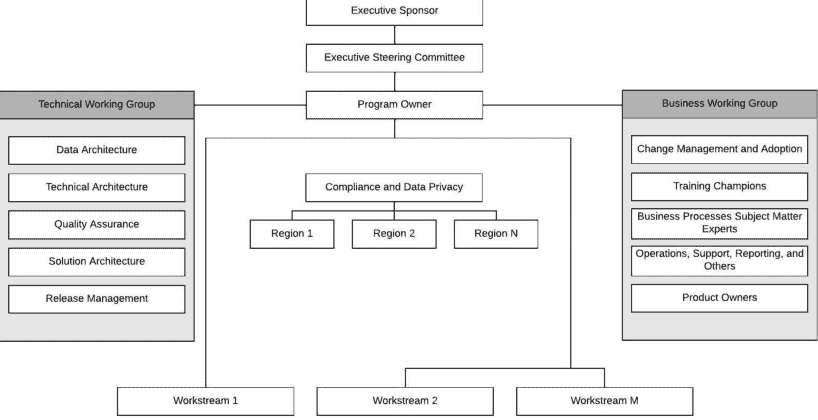 Executive Sponsor
Executive Steering Committee
Technical Working Group
Program Owner
Business Working Group
Data Architecture
Technical Architecture
Quality Assurance
Solution Architecture
Release Management
Compliance and Data Privacy
Region 1
Region 2
Region N
Change Management and Adoption
Training Champions
Business Processes Subject Matter
Experts
Operations, Support, Reporting, and
Others
Product Owners
Workstream 1
Workstream 2
Workstream M